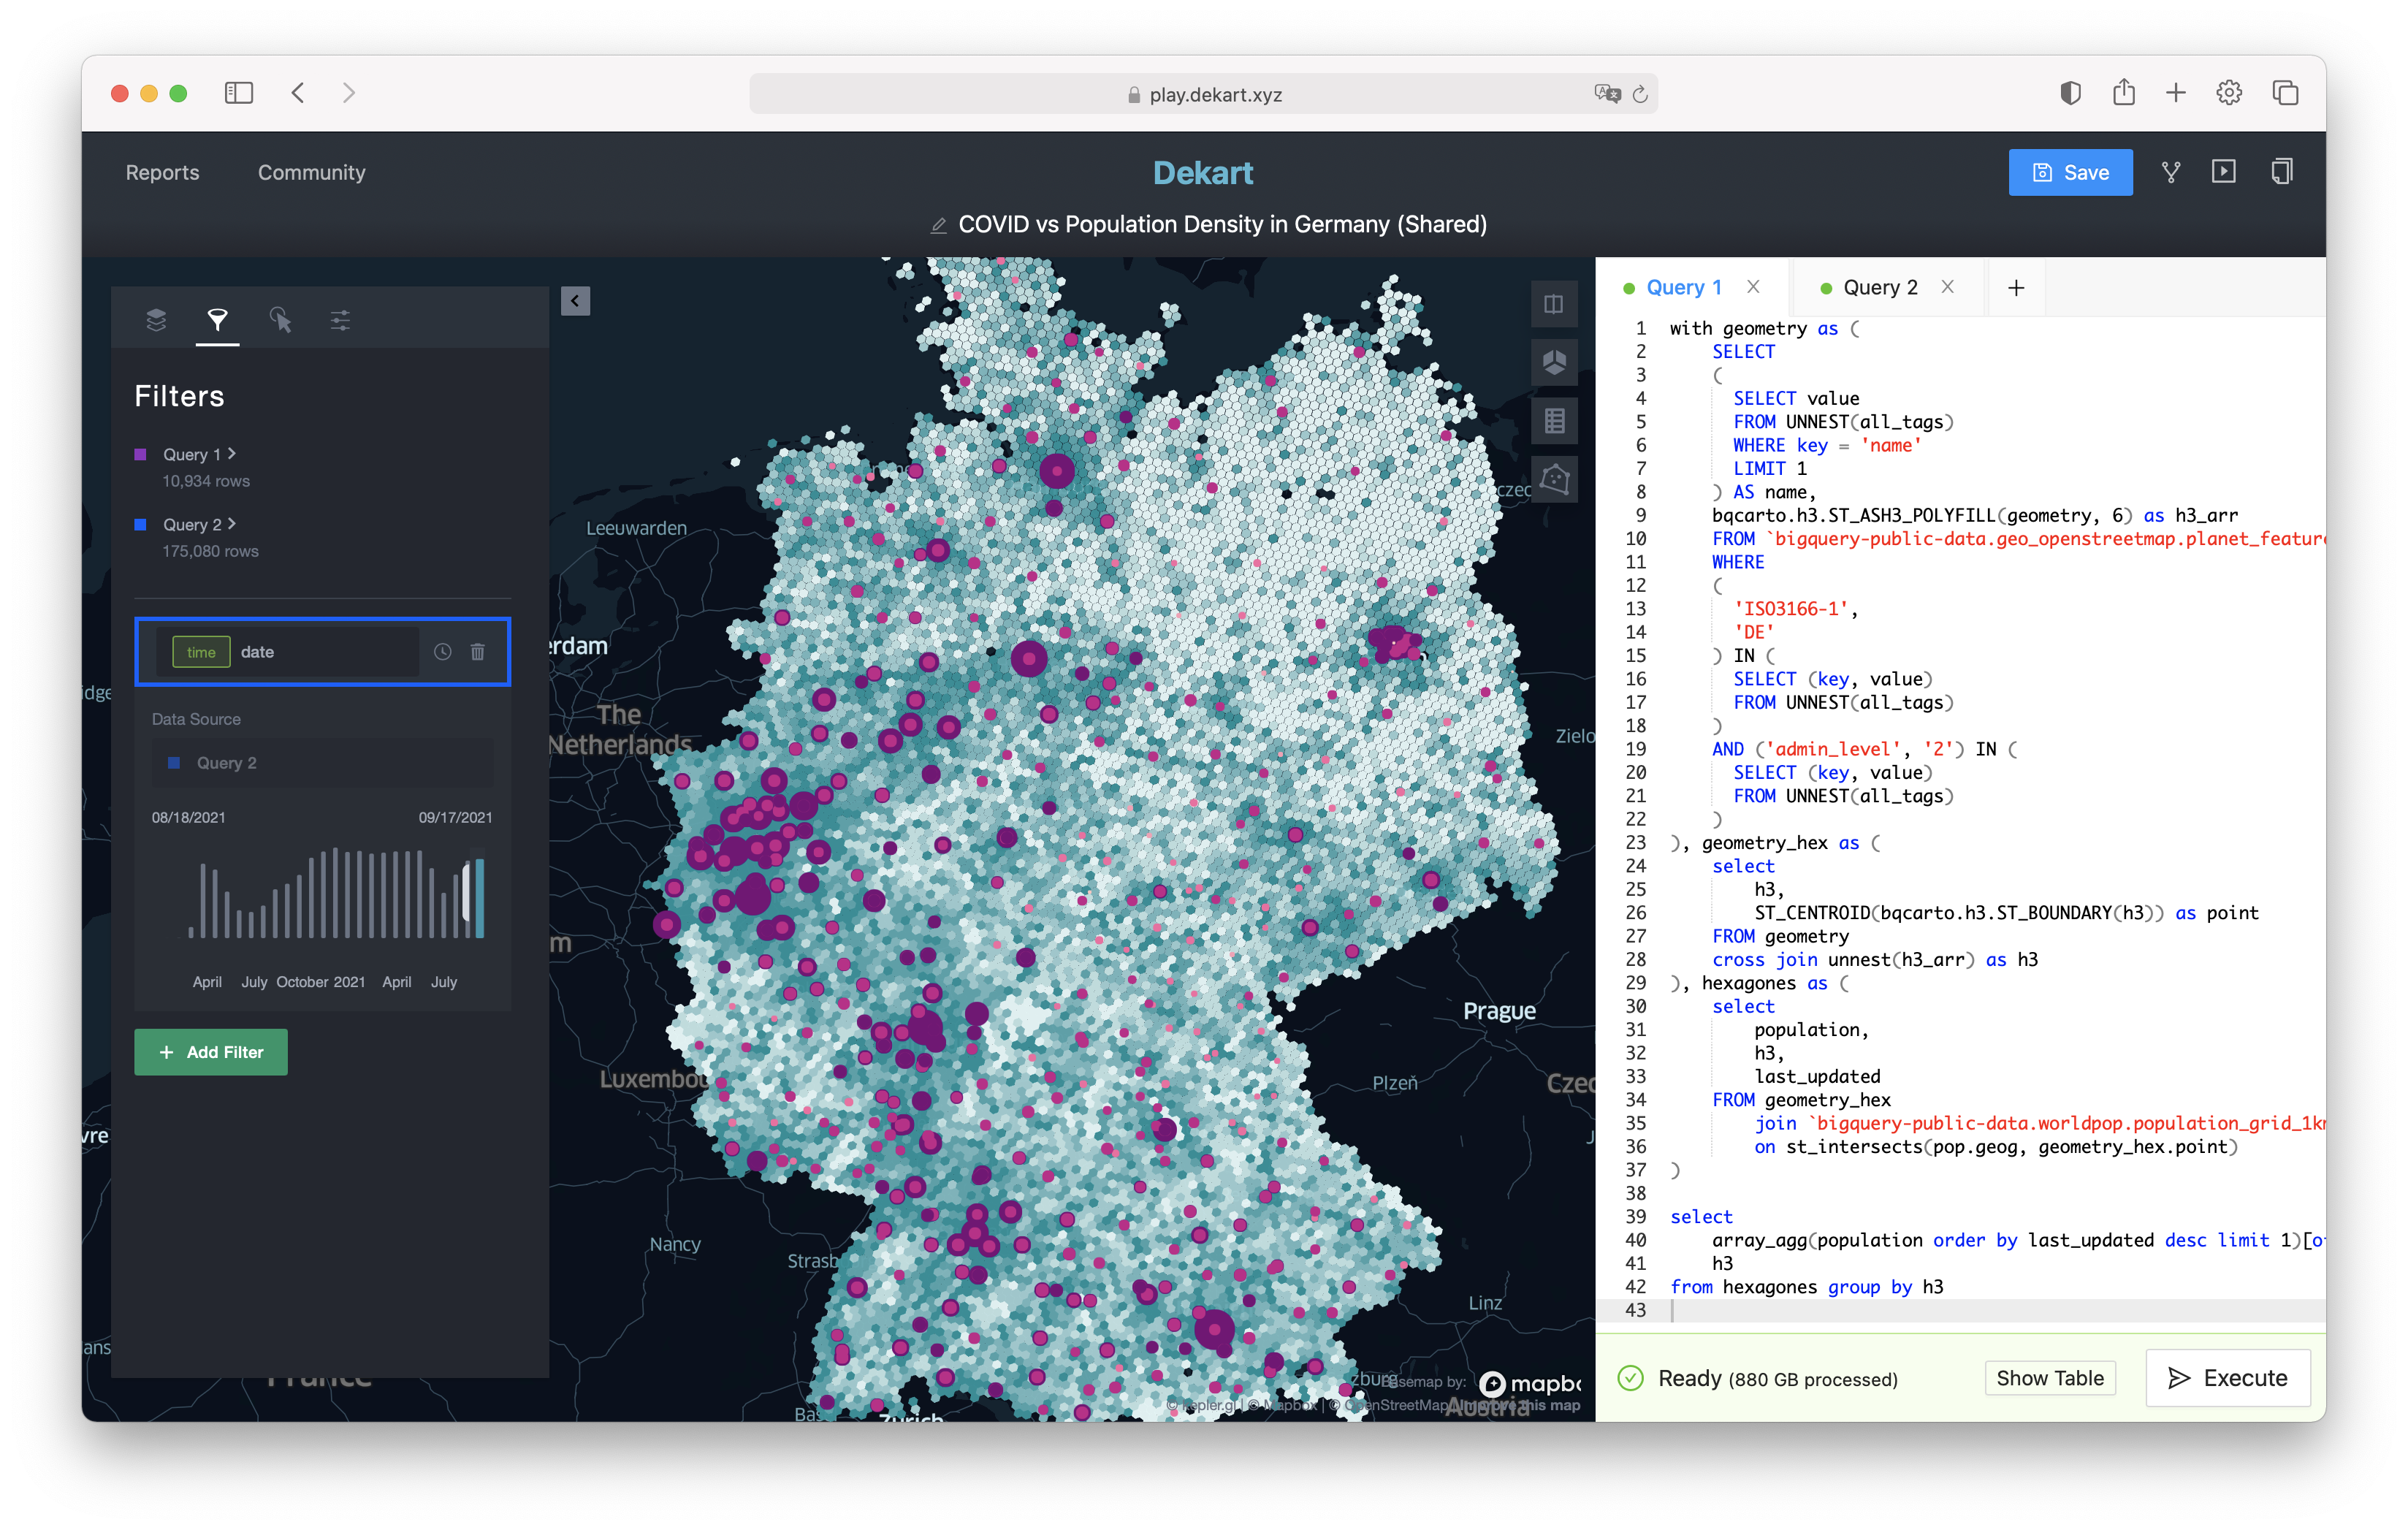 play.dekart.xyz
Reports
Community
Dekart
Save
COVID vs Population Density in Germany (Shared)
Filters
Query 1
10,934 rows
Query 2
175,080 rows
time date
Data Source
Query 2
08/18/2021 09/17/2021
April July October 2021 April July
+ Add Filter
Leeuwarden
erdam
The
Netherlands
Luxembou
Nancy
Strasb
Bas
Zurich
France
czec
Zielo
Prague
Plzeň
Czec
Linz
zburg
Austria
idge
vre
ans
m
Basemap by: mapbo
© kepler.gl | © Mapbox | © OpenStreetMap | Improve this map
Query 1 X
Query 2 X
+
1 with geometry as (
2 SELECT
3 (
4 SELECT value
5 FROM UNNEST(all_tags)
6 WHERE key = 'name'
7 LIMIT 1
8 ) AS name,
9 bqcarto.h3.ST_ASH3_POLYFILL(geometry, 6) as h3_arr
10 FROM `bigquery-public-data.geo_openstreetmap.planet_feature
11 WHERE
12 (
13 'ISO3166-1',
14 'DE'
15 ) IN (
16 SELECT (key, value)
17 FROM UNNEST(all_tags)
18 )
19 AND ('admin_level', '2') IN (
20 SELECT (key, value)
21 FROM UNNEST(all_tags)
22 )
23 ), geometry_hex as (
24 select
25 h3,
26 ST_CENTROID(bqcarto.h3.ST_BOUNDARY(h3)) as point
27 FROM geometry
28 cross join unnest(h3_arr) as h3
29 ), hexagones as (
30 select
31 population,
32 h3,
33 last_updated
34 FROM geometry_hex
35 join `bigquery-public-data.worldpop.population_grid_1km
36 on st_intersects(pop.geog, geometry_hex.point)
37 )
38
39 select
40 array_agg(population order by last_updated desc limit 1)[o
41 h3
42 from hexagones group by h3
43
Ready (880 GB processed)
Show Table
Execute